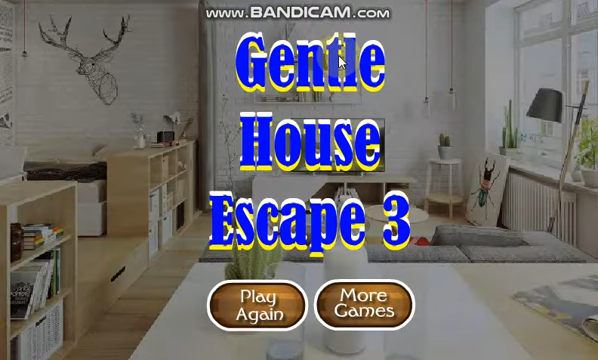 www.BANDICAM.com
Gentle
House
Escape 3
Play
Again
More
Games